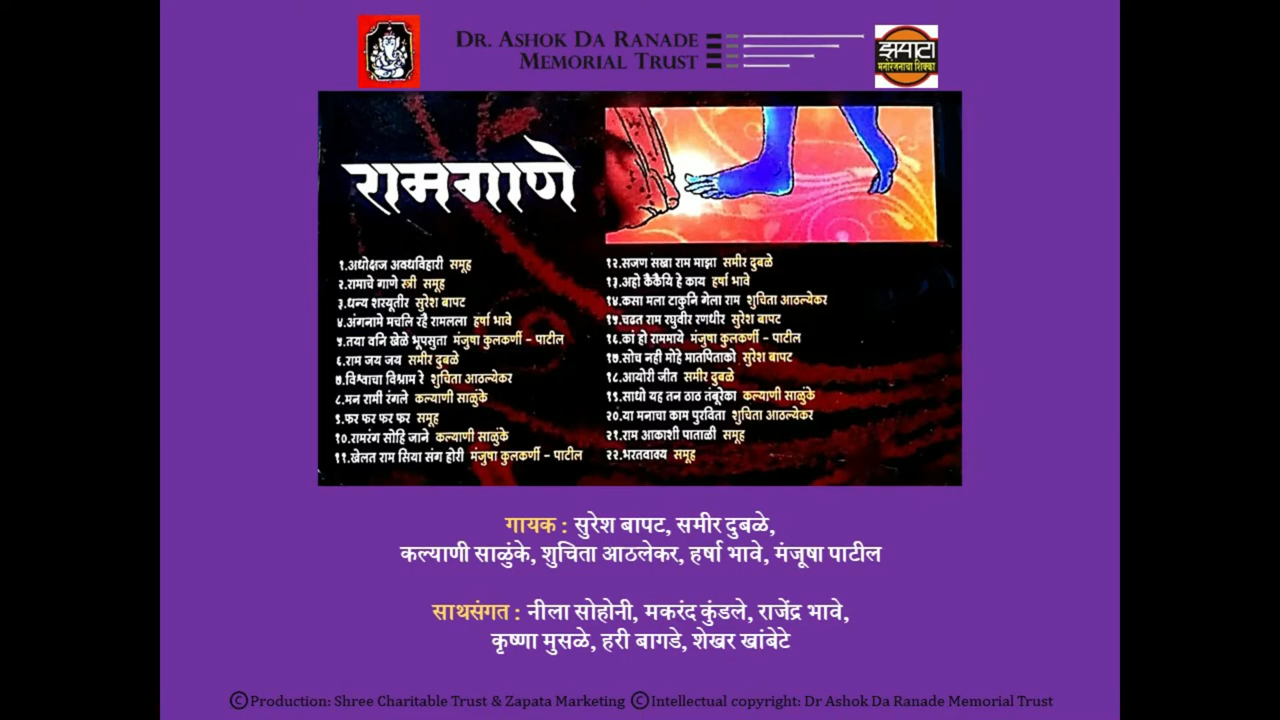 DR. ASHOK DA RANADE
MEMORIAL TRUST
झपाटा
मनोरंजनाचा शिक्का
रामगाणे
१.अधोक्षज अवधविहारी समूह
२.रामाचे गाणे स्त्री समूह
३.धन्य शरयूतीर सुरेश बापट
४.अंगनामे मचलि रहै रामलला हर्षा भावे
५.तया वनि खेळे भूपसुता मंजुषा कुलकर्णी – पाटील
६.राम जय जय समीर दुबळे
७.विश्वाचा विश्राम रे शुचिता आठल्येकर
८.मन रामी रंगले कल्याणी साळुंके
९.फर फर फर फर समूह
१०.रामरंग सोहि जाने कल्याणी साळुंके
११.खेलत राम सिया संग होरी मंजुषा कुलकर्णी – पाटील
१२.सजण सखा राम माझा समीर दुबळे
१३.अहो कैकैयि हे काय हर्षा भावे
१४.कसा मला टाकुनि गेला राम शुचिता आठल्येकर
१५.चढत राम रघुवीर रणधीर सुरेश बापट
१६.कां हो राममाये मंजुषा कुलकर्णी – पाटील
१७.सोच नही मोहे मातपिताको सुरेश बापट
१८.आयोरी जीत समीर दुबळे
१९.साधो यह तन ठाठ तंबूरेका कल्याणी साळुंके
२०.या मनाचा काम पुरविता शुचिता आठल्येकर
२१.राम आकाशी पाताळी समूह
२२.भरतवाक्य समूह
गायक : सुरेश बापट, समीर दुबळे,
कल्याणी साळुंके, शुचिता आठलेकर, हर्षा भावे, मंजूषा पाटील
साथसंगत : नीला सोहोनी, मकरंद कुंडले, राजेंद्र भावे,
कृष्णा मुसळे, हरी बागडे, शेखर खांबेटे
©Production: Shree Charitable Trust & Zapata Marketing ©Intellectual copyright: Dr Ashok Da Ranade Memorial Trust